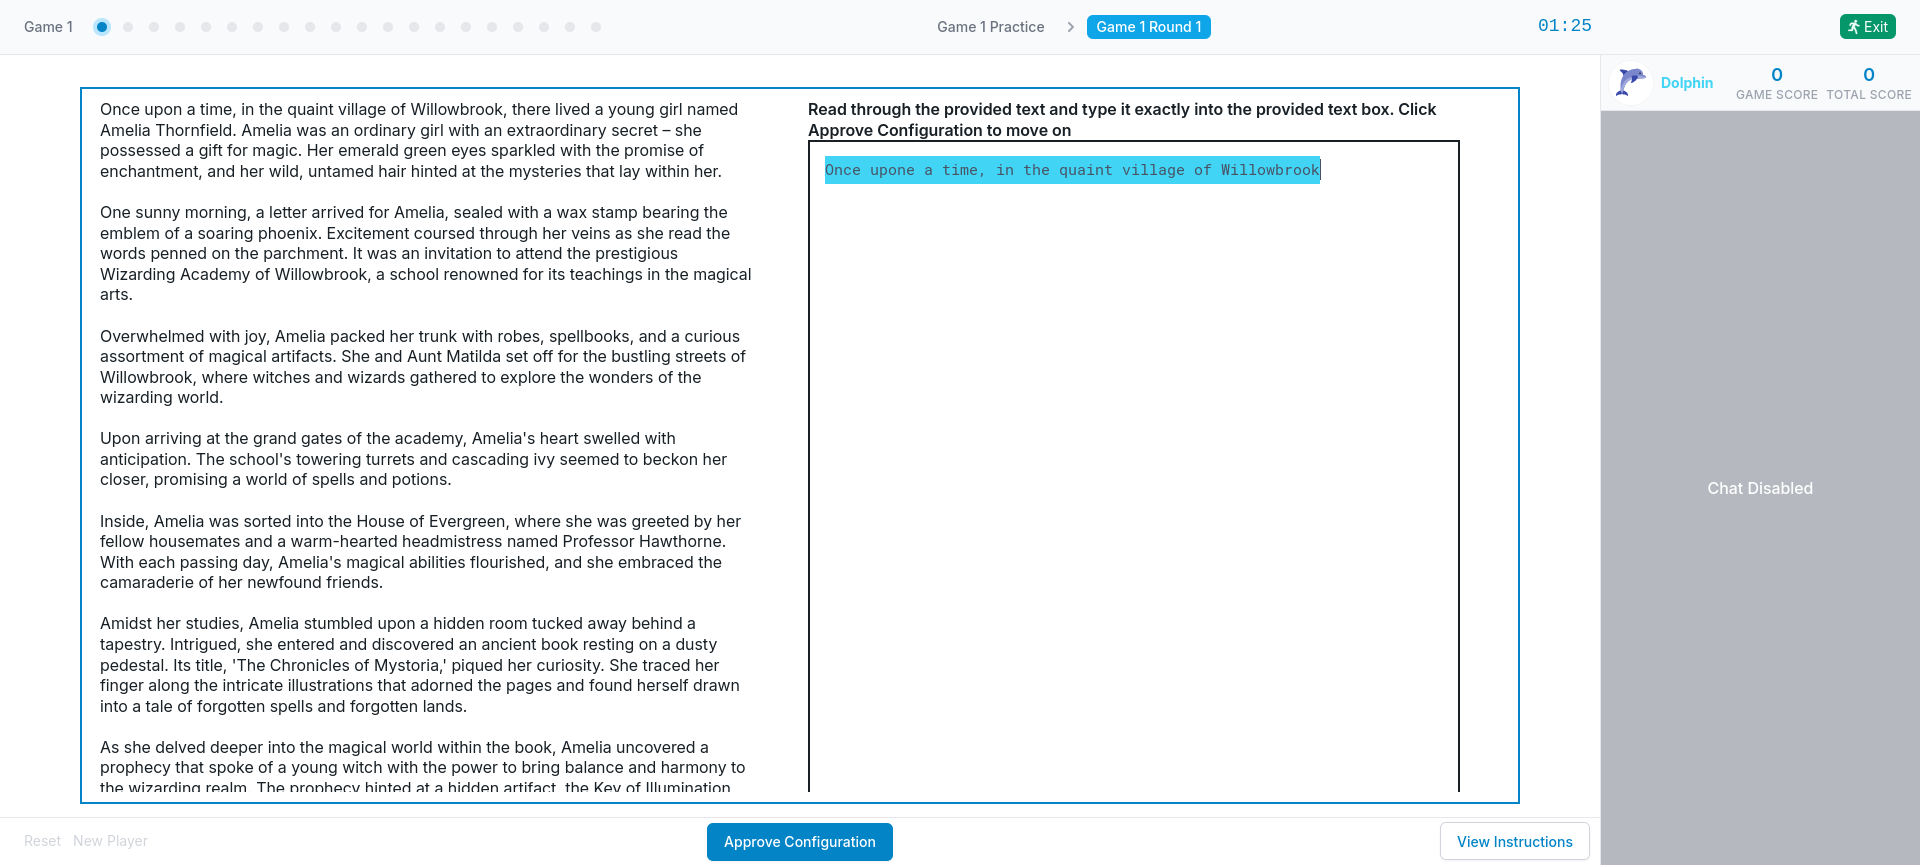 Game 1
Game 1 Practice
Game 1 Round 1
01:25
Exit
Once upon a time, in the quaint village of Willowbrook, there lived a young girl named
Amelia Thornfield. Amelia was an ordinary girl with an extraordinary secret – she
possessed a gift for magic. Her emerald green eyes sparkled with the promise of
enchantment, and her wild, untamed hair hinted at the mysteries that lay within her.
One sunny morning, a letter arrived for Amelia, sealed with a wax stamp bearing the
emblem of a soaring phoenix. Excitement coursed through her veins as she read the
words penned on the parchment. It was an invitation to attend the prestigious
Wizarding Academy of Willowbrook, a school renowned for its teachings in the magical
arts.
Overwhelmed with joy, Amelia packed her trunk with robes, spellbooks, and a curious
assortment of magical artifacts. She and Aunt Matilda set off for the bustling streets of
Willowbrook, where witches and wizards gathered to explore the wonders of the
wizarding world.
Upon arriving at the grand gates of the academy, Amelia's heart swelled with
anticipation. The school's towering turrets and cascading ivy seemed to beckon her
closer, promising a world of spells and potions.
Inside, Amelia was sorted into the House of Evergreen, where she was greeted by her
fellow housemates and a warm-hearted headmistress named Professor Hawthorne.
With each passing day, Amelia's magical abilities flourished, and she embraced the
camaraderie of her newfound friends.
Amidst her studies, Amelia stumbled upon a hidden room tucked away behind a
tapestry. Intrigued, she entered and discovered an ancient book resting on a dusty
pedestal. Its title, 'The Chronicles of Mystoria,' piqued her curiosity. She traced her
finger along the intricate illustrations that adorned the pages and found herself drawn
into a tale of forgotten spells and forgotten lands.
As she delved deeper into the magical world within the book, Amelia uncovered a
prophecy that spoke of a young witch with the power to bring balance and harmony to
the wizarding realm. The prophecy hinted at a hidden artifact, the Key of Illumination
Read through the provided text and type it exactly into the provided text box. Click
Approve Configuration to move on
Once upone a time, in the quaint village of Willowbrook
Dolphin
0
GAME SCORE
0
TOTAL SCORE
Chat Disabled
Reset
New Player
Approve Configuration
View Instructions